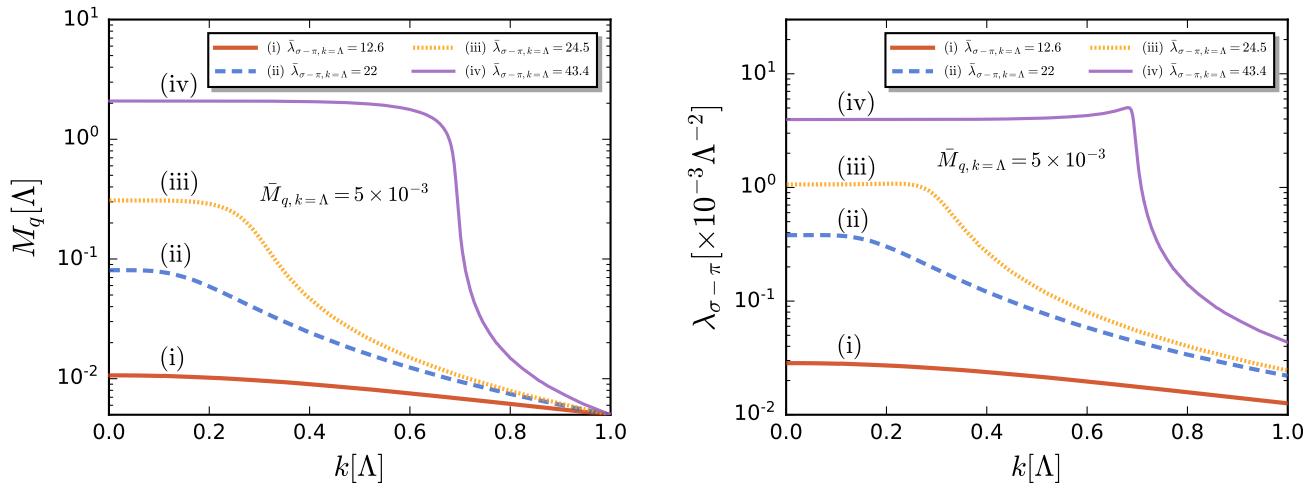 10^1
10^0
10^{-1}
10^{-2}
M_q[Λ]
(i) λ̄_{σ−π, k=Λ} = 12.6
(ii) λ̄_{σ−π, k=Λ} = 22
(iii) λ̄_{σ−π, k=Λ} = 24.5
(iv) λ̄_{σ−π, k=Λ} = 43.4
(iv)
(iii)
M̄_{q, k=Λ} = 5 × 10^{−3}
(ii)
(i)
0.0 0.2 0.4 0.6 0.8 1.0
k[Λ]
10^1
10^0
10^{-1}
10^{-2}
λ_{σ−π}[×10^{−3}Λ^{−2}]
(i) λ̄_{σ−π, k=Λ} = 12.6
(ii) λ̄_{σ−π, k=Λ} = 22
(iii) λ̄_{σ−π, k=Λ} = 24.5
(iv) λ̄_{σ−π, k=Λ} = 43.4
(iv)
M̄_{q, k=Λ} = 5 × 10^{−3}
(iii)
(ii)
(i)
0.0 0.2 0.4 0.6 0.8 1.0
k[Λ]